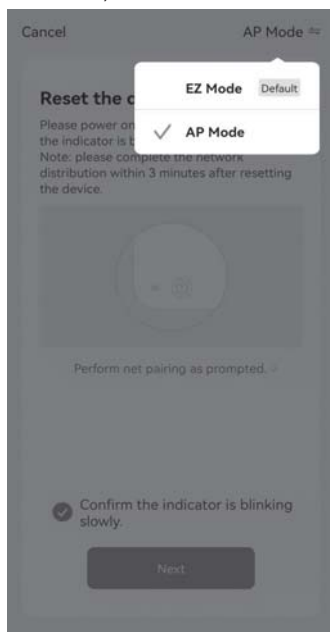 Cancel AP Mode
EZ Mode Default
AP Mode
Reset the
Please power on
the indicator is
Note: please complete the network
distribution within 3 minutes after resetting
the device.
Perform net pairing as prompted.
Confirm the indicator is blinking
slowly.
Next